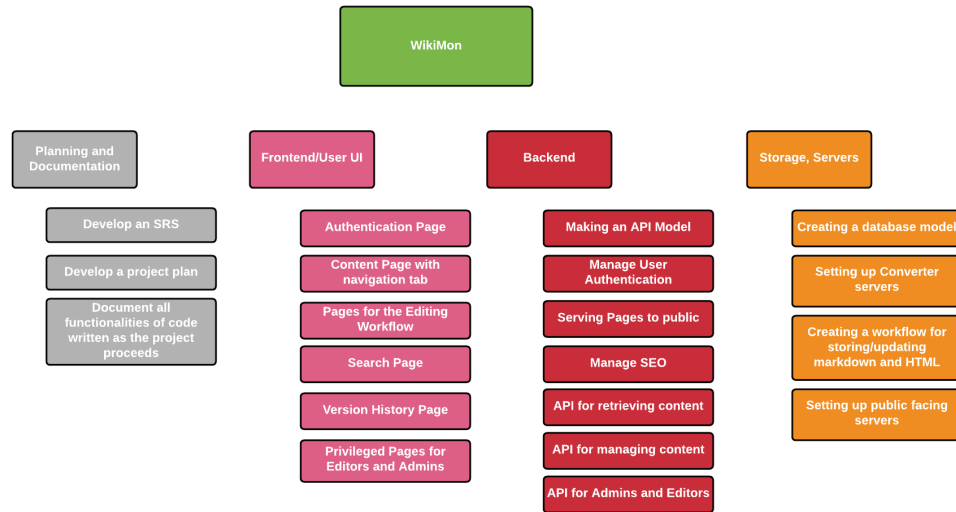 WikiMon
Planning and
Documentation
Develop an SRS
Develop a project plan
Document all
functionalities of code
written as the project
proceeds
Frontend/User UI
Authentication Page
Content Page with
navigation tab
Pages for the Editing
Workflow
Search Page
Version History Page
Privileged Pages for
Editors and Admins
Backend
Making an API Model
Manage User
Authentication
Serving Pages to public
Manage SEO
API for retrieving content
API for managing content
API for Admins and Editors
Storage, Servers
Creating a database model
Setting up Converter
servers
Creating a workflow for
storing/updating
markdown and HTML
Setting up public facing
servers